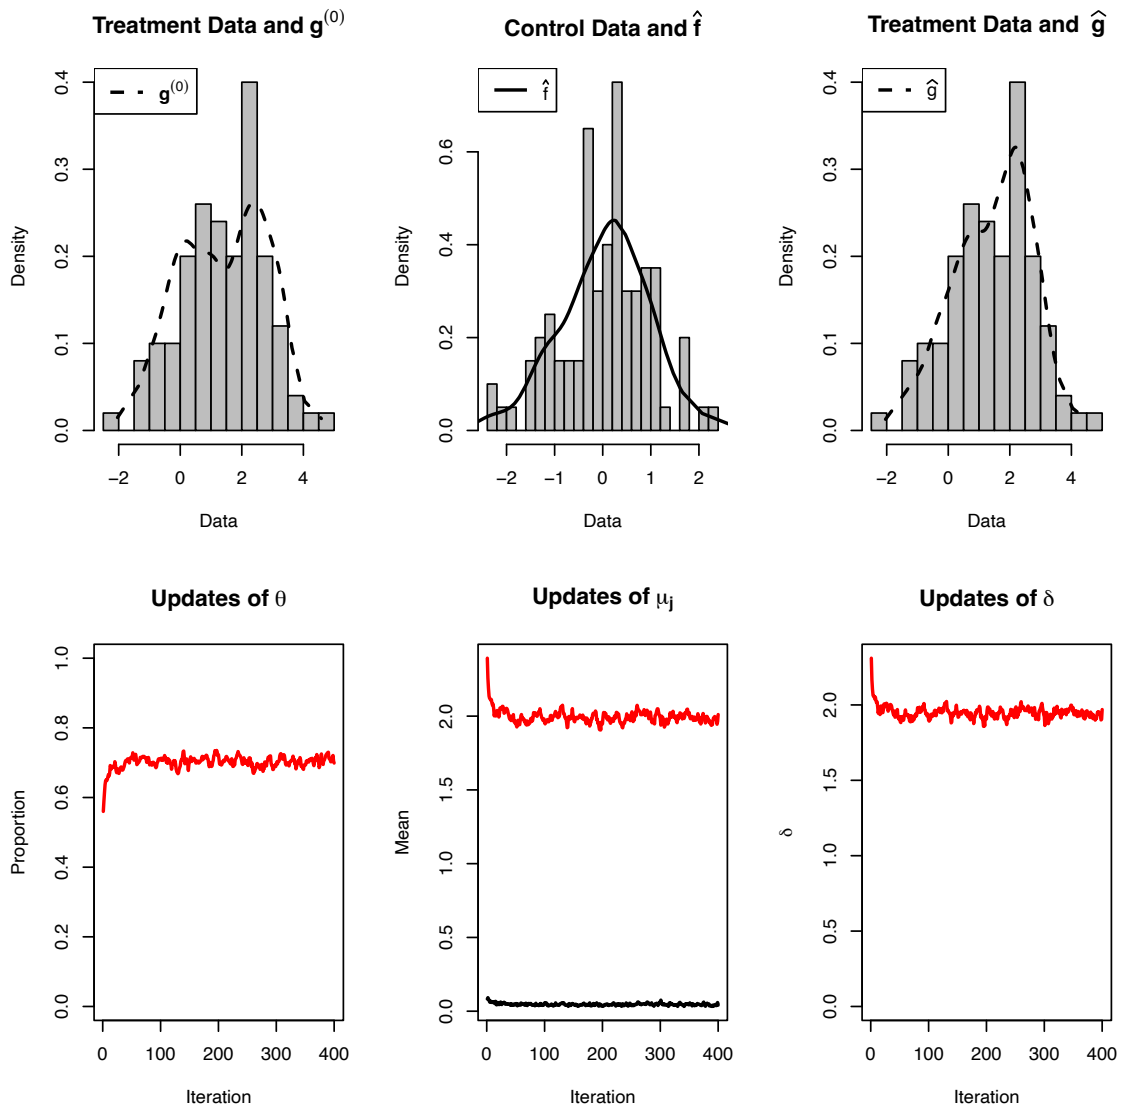 Treatment Data and g⁽⁰⁾
g⁽⁰⁾
Density
0.0 0.1 0.2 0.3 0.4
−2 0 2 4
Data
Control Data and f̂
f̂
Density
0.0 0.2 0.4 0.6
−2 −1 0 1 2
Data
Treatment Data and ĝ
ĝ
Density
0.0 0.1 0.2 0.3 0.4
−2 0 2 4
Data
Updates of θ
Proportion
0.0 0.2 0.4 0.6 0.8 1.0
0 100 200 300 400
Iteration
Updates of μⱼ
Mean
0.0 0.5 1.0 1.5 2.0
0 100 200 300 400
Iteration
Updates of δ
δ
0.0 0.5 1.0 1.5 2.0
0 100 200 300 400
Iteration